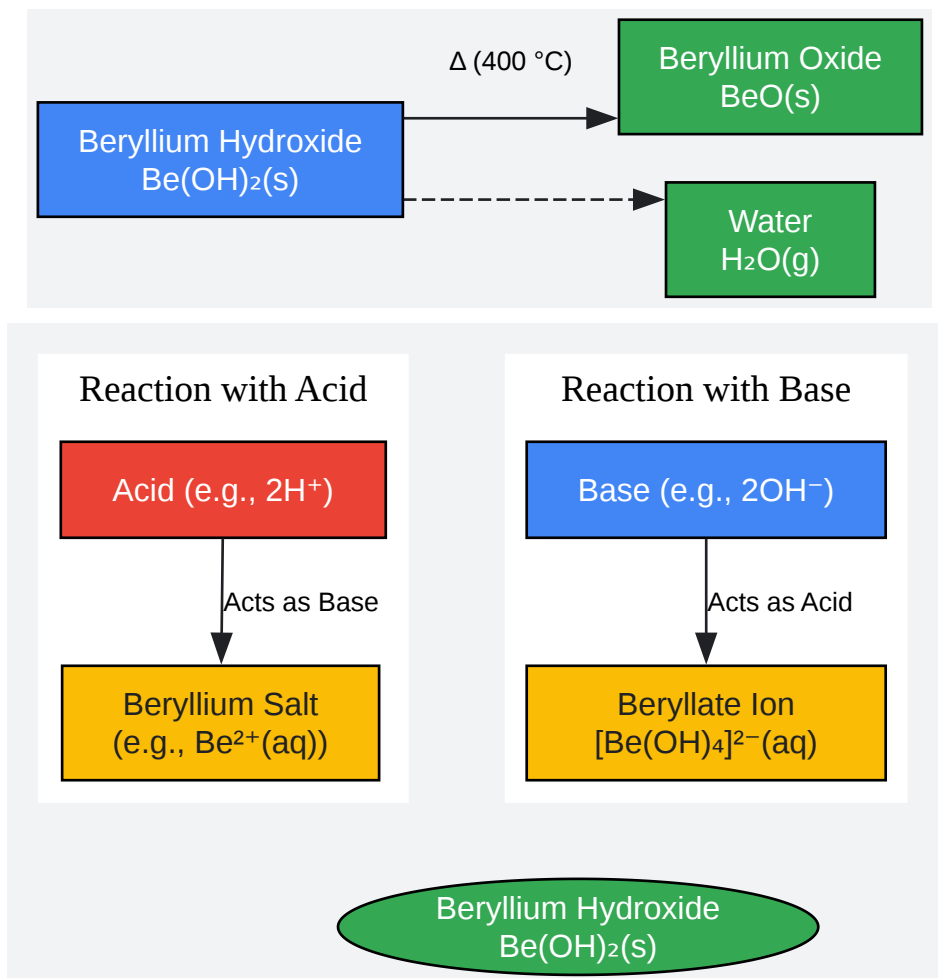 Δ (400 °C)
Beryllium Oxide
BeO(s)
Beryllium Hydroxide
Be(OH)₂(s)
Water
H₂O(g)
Reaction with Acid
Acid (e.g., 2H⁺)
Acts as Base
Beryllium Salt
(e.g., Be²⁺(aq))
Reaction with Base
Base (e.g., 2OH⁻)
Acts as Acid
Beryllate Ion
[Be(OH)₄]²⁻(aq)
Beryllium Hydroxide
Be(OH)₂(s)